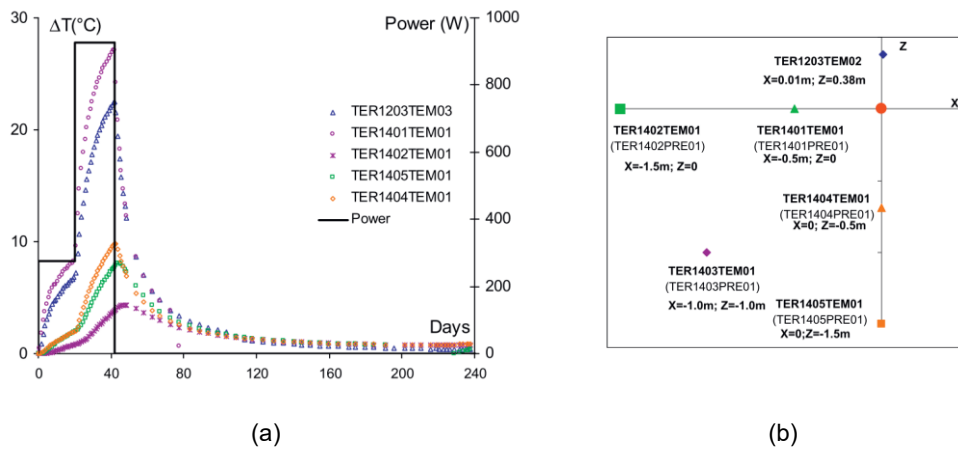 30
ΔT(°C)
Power (W)
1000
800
20
600
400
10
200
Days
0
0
0
40
80
120
160
200
240
TER1203TEM03
TER1401TEM01
TER1402TEM01
TER1405TEM01
TER1404TEM01
Power
(a)
Z
TER1203TEM02
X=0.01m; Z=0.38m
X
TER1402TEM01
(TER1402PRE01)
X=-1.5m; Z=0
TER1401TEM01
(TER1401PRE01)
X=-0.5m; Z=0
TER1404TEM01
(TER1404PRE01)
X=0; Z=-0.5m
TER1403TEM01
(TER1403PRE01)
X=-1.0m; Z=-1.0m
TER1405TEM01
(TER1405PRE01)
X=0;Z=-1.5m
(b)